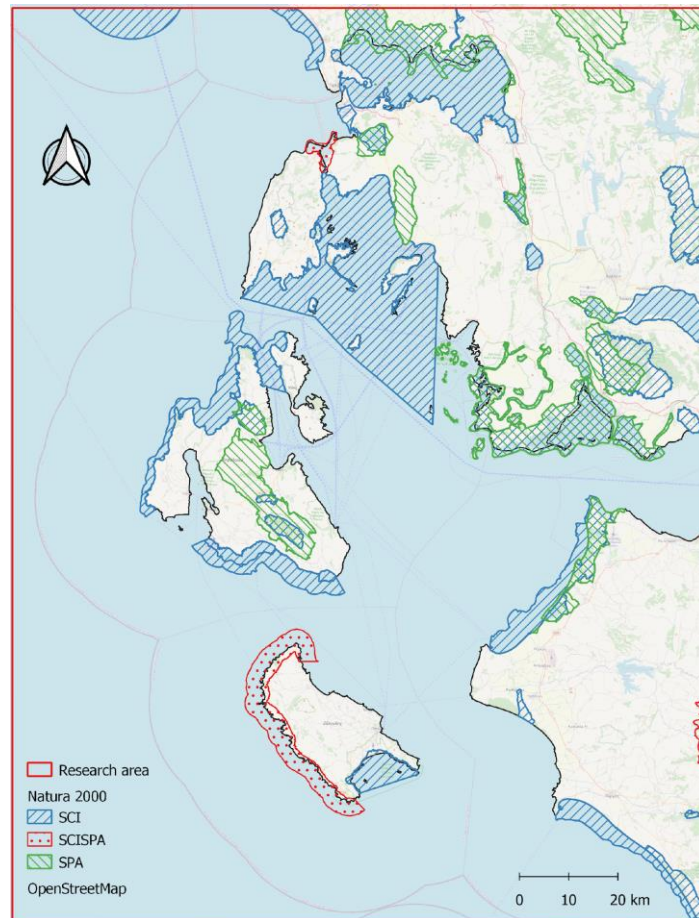 Research area
Natura 2000
SCI
SCISPA
SPA
OpenStreetMap
0 10 20 km